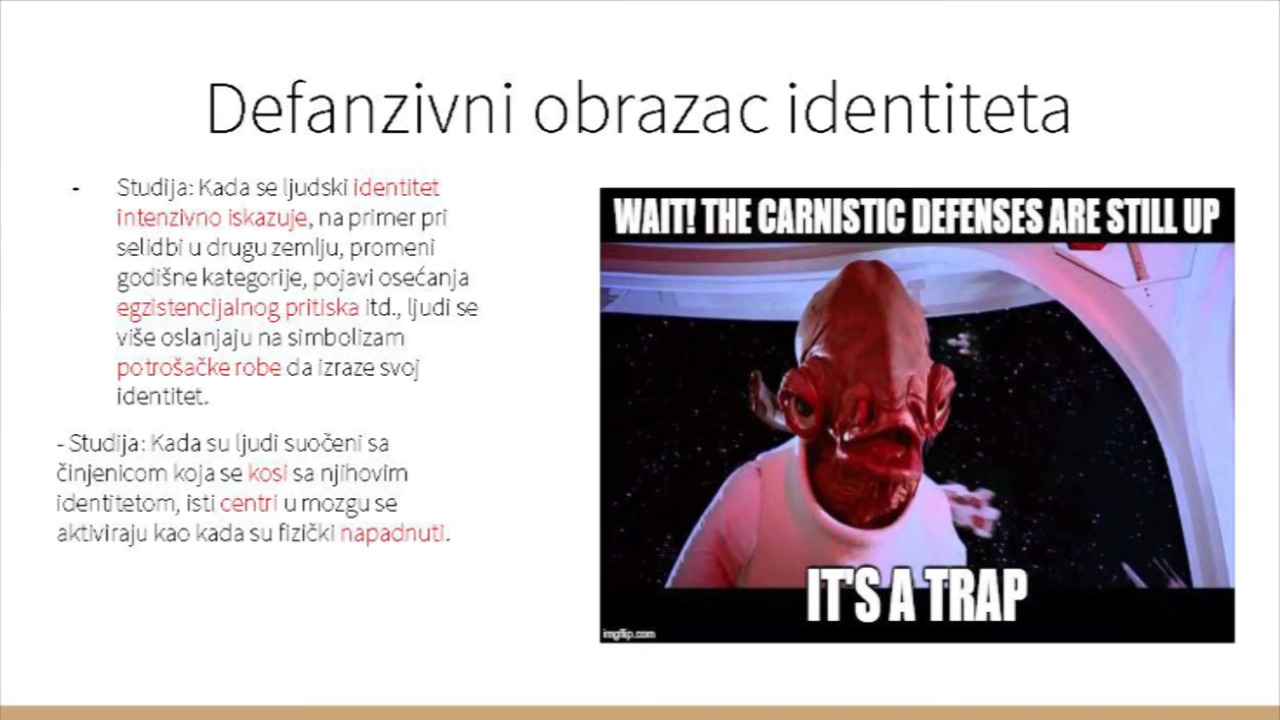 Defanzivni obrazac identiteta
- Studija: Kada se ljudski identitet
intenzivno iskazuje, na primer pri
selidbi u drugu zemlju, promeni
godišne kategorije, pojavi osećanja
egzistencijalnog pritiska itd., ljudi se
više oslanjaju na simbolizam
potrošačke robe da izraze svoj
identitet.
- Studija: Kada su ljudi suočeni sa
činjenicom koja se kosi sa njihovim
identitetom, isti centri u mozgu se
aktiviraju kao kada su fizički napadnuti.
WAIT! THE CARNISTIC DEFENSES ARE STILL UP
IT'S A TRAP
imgflip.com